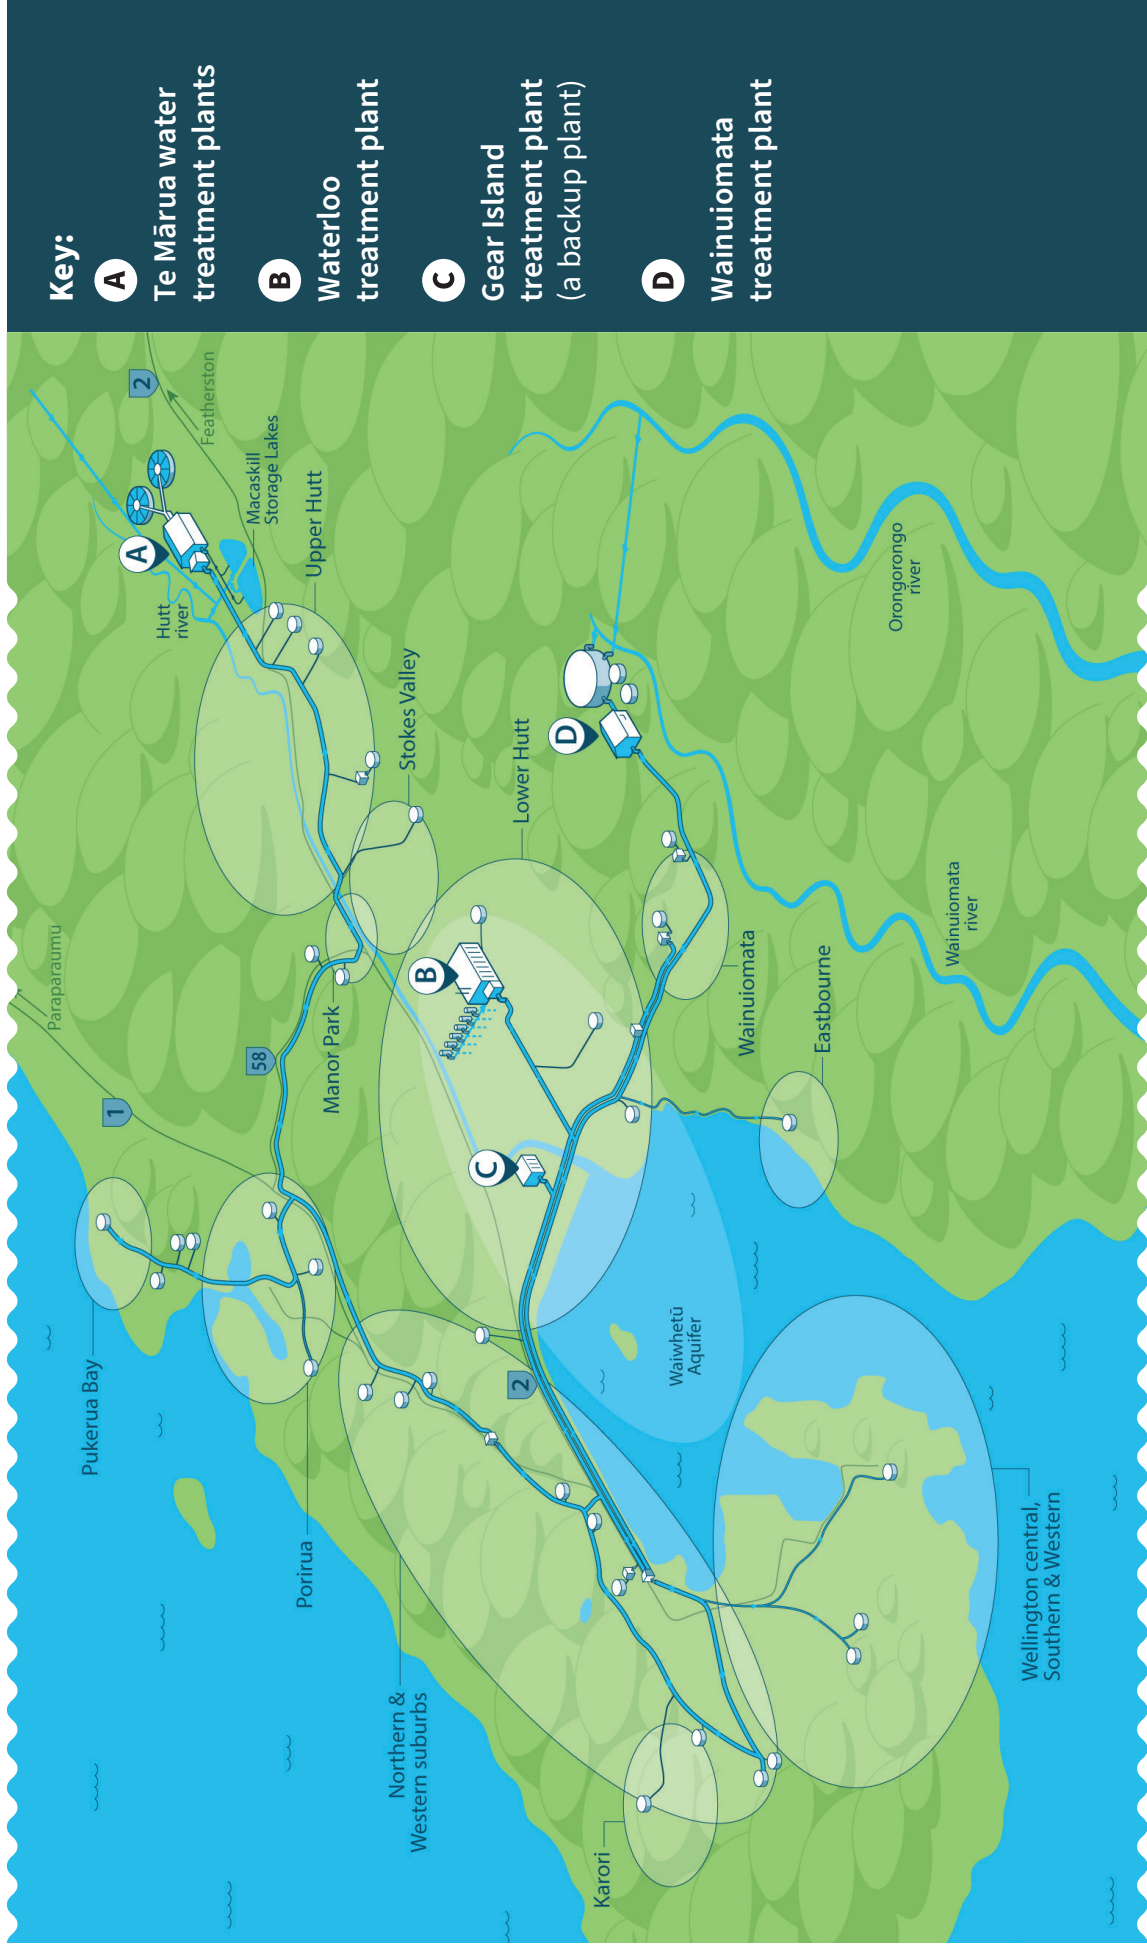 Key:
A
Te Mārua water
treatment plants
B
Waterloo
treatment plant
C
Gear Island
treatment plant
(a backup plant)
D
Wainuiomata
treatment plant
Paraparaumu
1
58
2
Featherston
A
Hutt
river
Macaskill
Storage Lakes
Upper Hutt
Stokes Valley
Manor Park
Pukerua Bay
Porirua
Lower Hutt
B
C
D
2
Northern &
Western suburbs
Karori
Waiwhetū
Aquifer
Wainuiomata
Eastbourne
Wainuiomata
river
Orongorongo
river
Wellington central,
Southern & Western